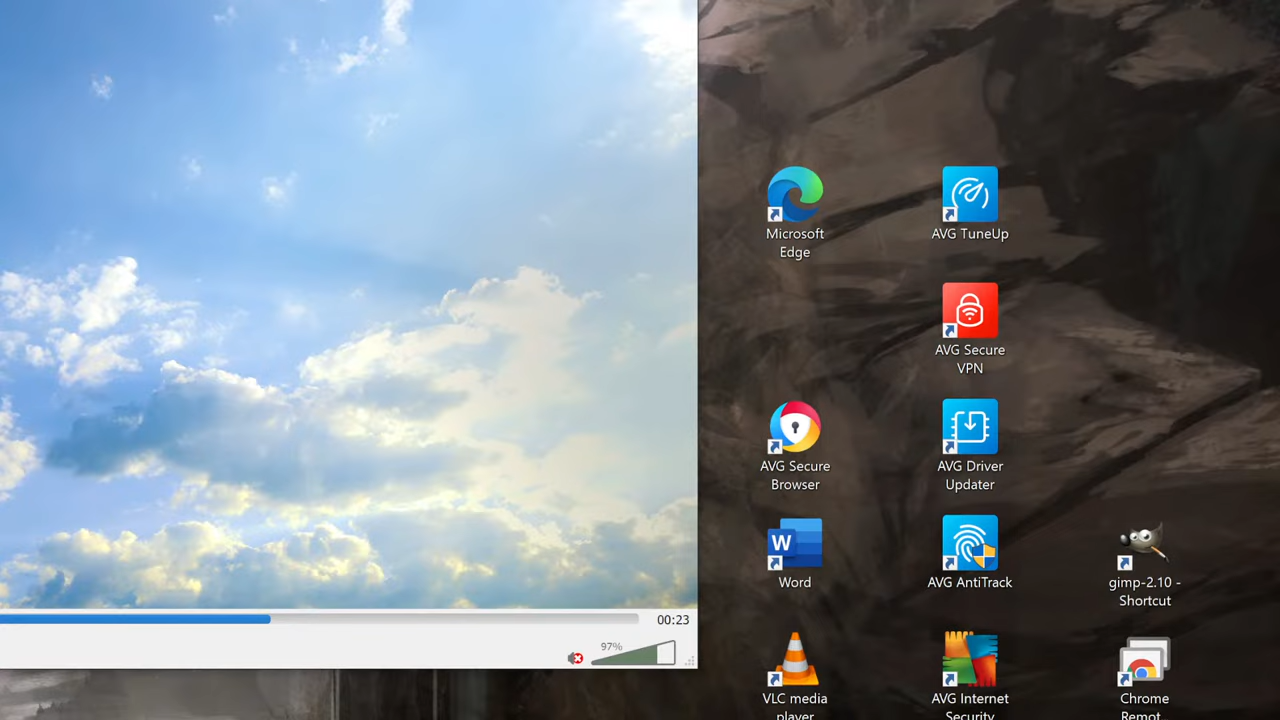 Microsoft
Edge
AVG TuneUp
AVG Secure
VPN
AVG Secure
Browser
AVG Driver
Updater
W
Word
AVG AntiTrack
gimp-2.10 -
Shortcut
00:23
97%
VLC media
player
AVG Internet
Security
Chrome
Remot